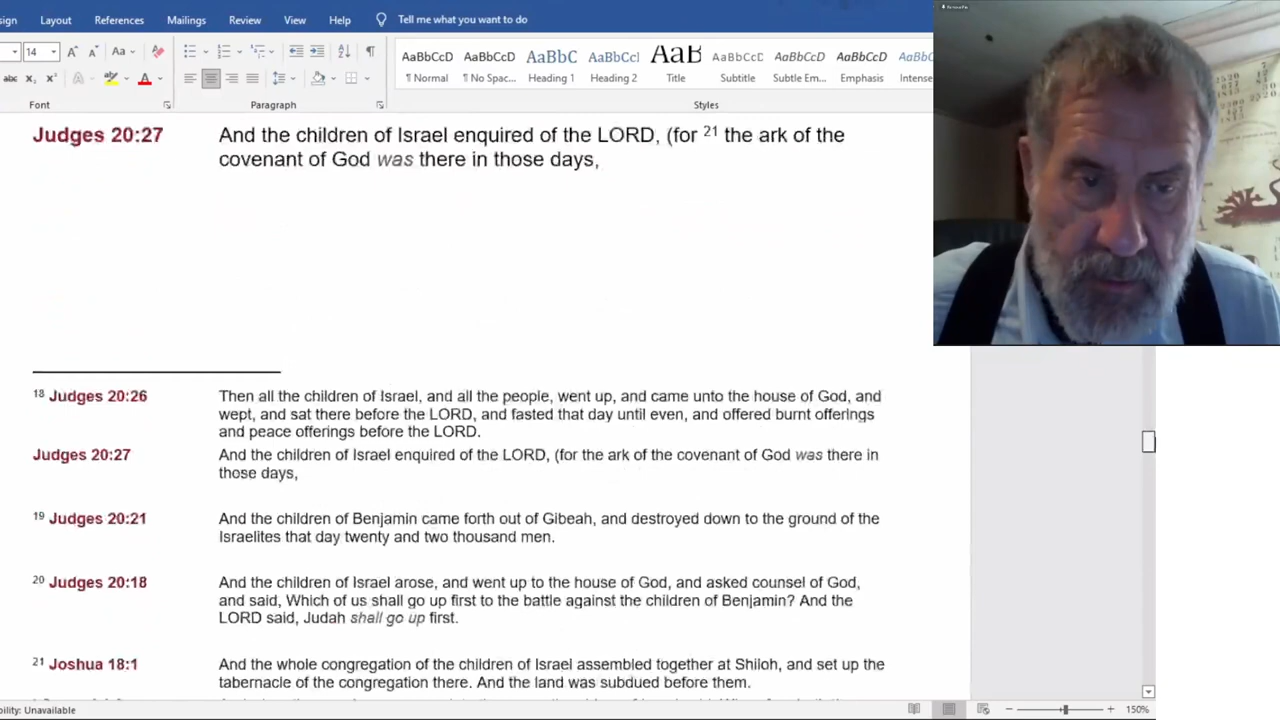 sign Layout References Mailings Review View Help Tell me what you want to do
14 Aa
AaBbCcD AaBbCcD AaBbC AaBbCcI AaB AaBbCcD AaBbCcD AaBbCcD
abc X₂ X² A A
¶ Normal ¶ No Spac... Heading 1 Heading 2 Title Subtitle Subtle Em... Emphasis Intense
Font Paragraph Styles
Judges 20:27 And the children of Israel enquired of the LORD, (for 21 the ark of the
covenant of God was there in those days,
18 Judges 20:26 Then all the children of Israel, and all the people, went up, and came unto the house of God, and
wept, and sat there before the LORD, and fasted that day until even, and offered burnt offerings
and peace offerings before the LORD.
Judges 20:27 And the children of Israel enquired of the LORD, (for the ark of the covenant of God was there in
those days,
19 Judges 20:21 And the children of Benjamin came forth out of Gibeah, and destroyed down to the ground of the
Israelites that day twenty and two thousand men.
20 Judges 20:18 And the children of Israel arose, and went up to the house of God, and asked counsel of God,
and said, Which of us shall go up first to the battle against the children of Benjamin? And the
LORD said, Judah shall go up first.
21 Joshua 18:1 And the whole congregation of the children of Israel assembled together at Shiloh, and set up the
tabernacle of the congregation there. And the land was subdued before them.
bility: Unavailable 150%